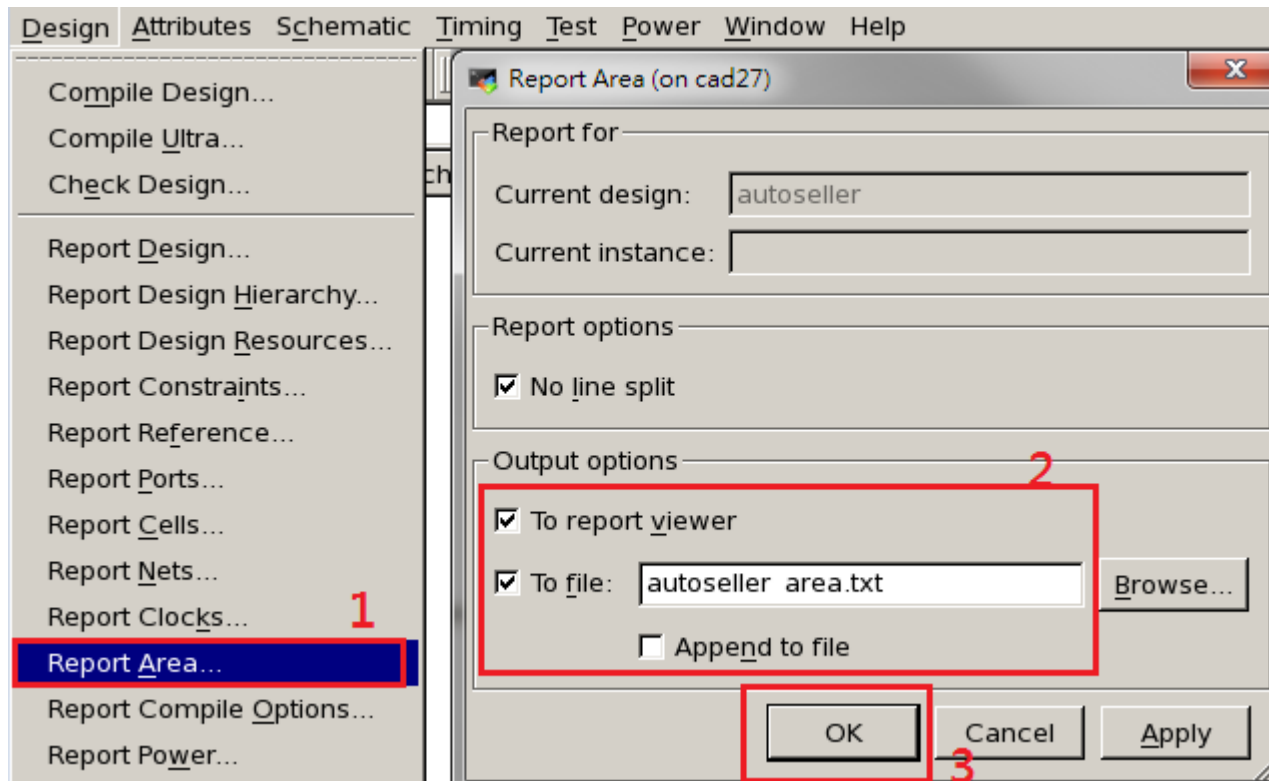 Design Attributes Schematic Timing Test Power Window Help
Compile Design...
Compile Ultra...
Check Design...
Report Design...
Report Design Hierarchy...
Report Design Resources...
Report Constraints...
Report Reference...
Report Ports...
Report Cells...
Report Nets...
Report Clocks...
1
Report Area...
Report Compile Options...
Report Power...
ch
Report Area (on cad27)
X
Report for
Current design: autoseller
Current instance:
Report options
No line split
Output options
2
To report viewer
To file: autoseller area.txt Browse...
Append to file
OK Cancel Apply
3